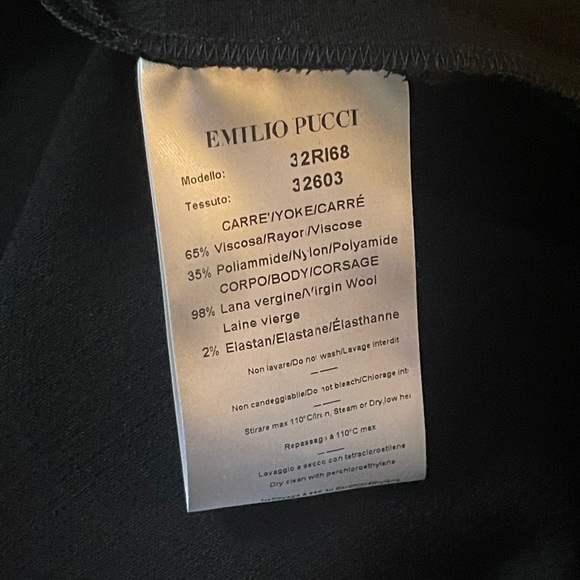 EMILIO PUCCI
Modello: 32RI68
Tessuto: 32603
CARRE'/YOKE/CARRÉ
65% Viscosa/Rayon/Viscose
35% Poliammide/Nylon/Polyamide
CORPO/BODY/CORSAGE
98% Lana vergine/Virgin Wool
Laine vierge
2% Elastan/Elastane/Élasthanne
Non lavare/Do not wash/Lavage interdit
Non candeggiabile/Do not bleach/Chlorage int
Stirare max 110°C/Iron, Steam or Dry,low hea
Repassag à 110°C max
Lavaggio a secco con tetracloroetilene
Dry clean with perchloroethylene